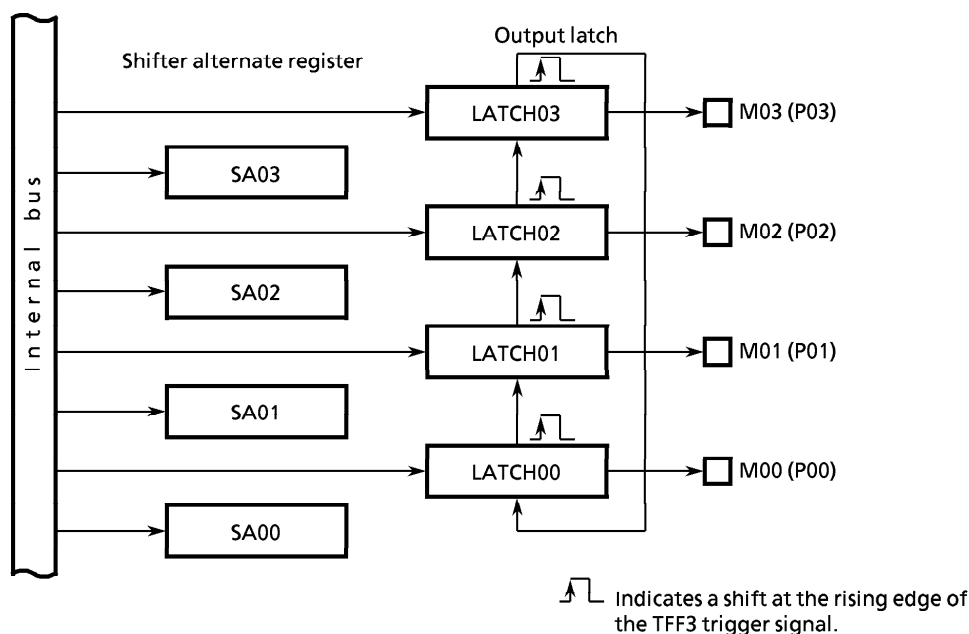 Output latch
Shifter alternate register
LATCH03
M03 (P03)
SA03
LATCH02
M02 (P02)
SA02
LATCH01
M01 (P01)
SA01
LATCH00
M00 (P00)
SA00
Internal bus
Indicates a shift at the rising edge of
the TFF3 trigger signal.